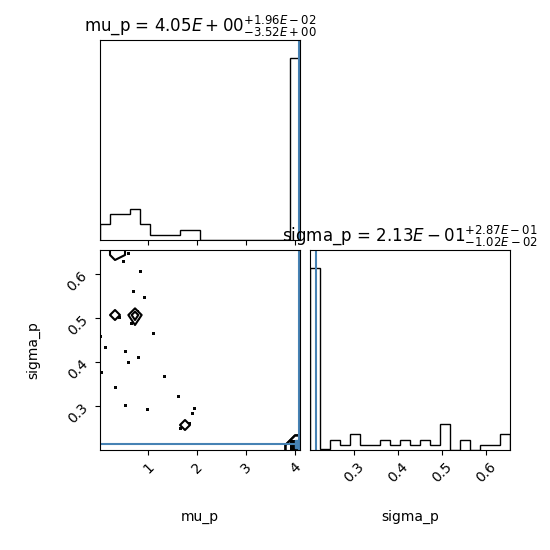 mu_p = 4.05E + 00+1.96E−02 −3.52E+00
sigma_p = 2.13E − 01+2.87E−01 −1.02E−02
0.6
0.5
0.4
0.3
sigma_p
1 2 3 4
0.3 0.4 0.5 0.6
mu_p
sigma_p